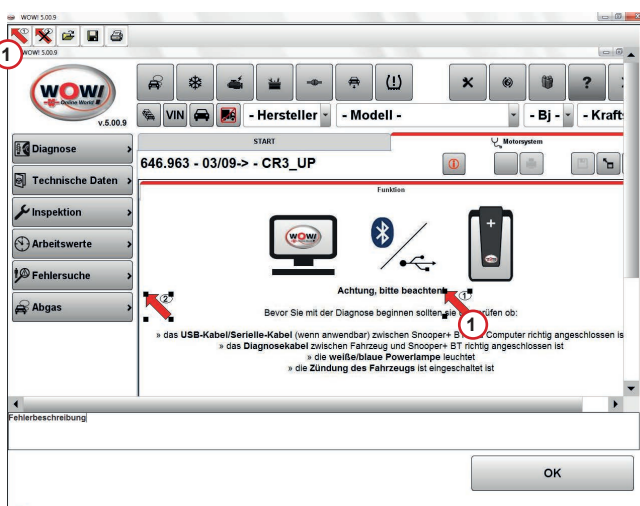 WOW! 5.00.9
1
WOW! 5.00.9
WOW!
Online World
v.5.00.9
VIN
- Hersteller -
- Modell -
- Bj -
- Kraft
START
Motorsystem
646.963 - 03/09-> - CR3_UP
Funktion
Diagnose
Technische Daten
Inspektion
Arbeitswerte
Fehlersuche
Abgas
WOW!
Achtung, bitte beachten
2
1
Bevor Sie mit der Diagnose beginnen sollten sie
rüfen ob:
1
» das USB-Kabel/Serielle-Kabel (wenn anwendbar) zwischen Snooper+ B
Computer richtig angeschlossen is
» das Diagnosekabel zwischen Fahrzeug und Snooper+ BT richtig angeschlossen ist
» die weiße/blaue Powerlampe leuchtet
» die Zündung des Fahrzeugs ist eingeschaltet ist
Fehlerbeschreibung
OK